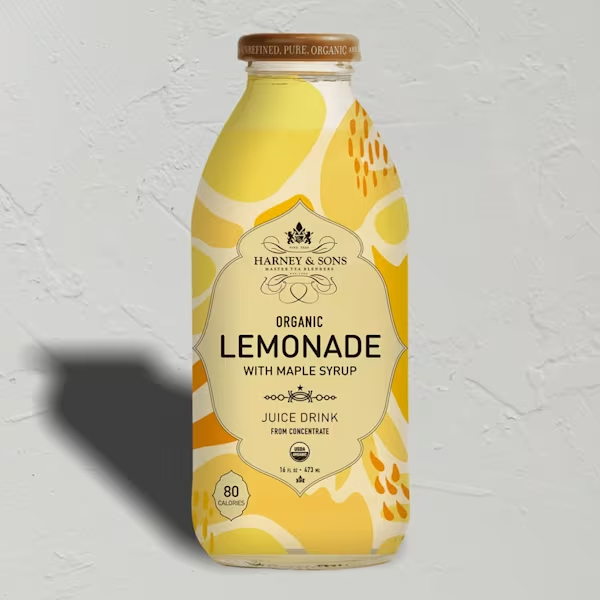 UNREFINED, PURE, ORGANIC
HARNEY & SONS
MASTER TEA BLENDERS
ORGANIC
LEMONADE
WITH MAPLE SYRUP
JUICE DRINK
FROM CONCENTRATE
USDA
ORGANIC
16 FL OZ • 473 ML
80
CALORIES